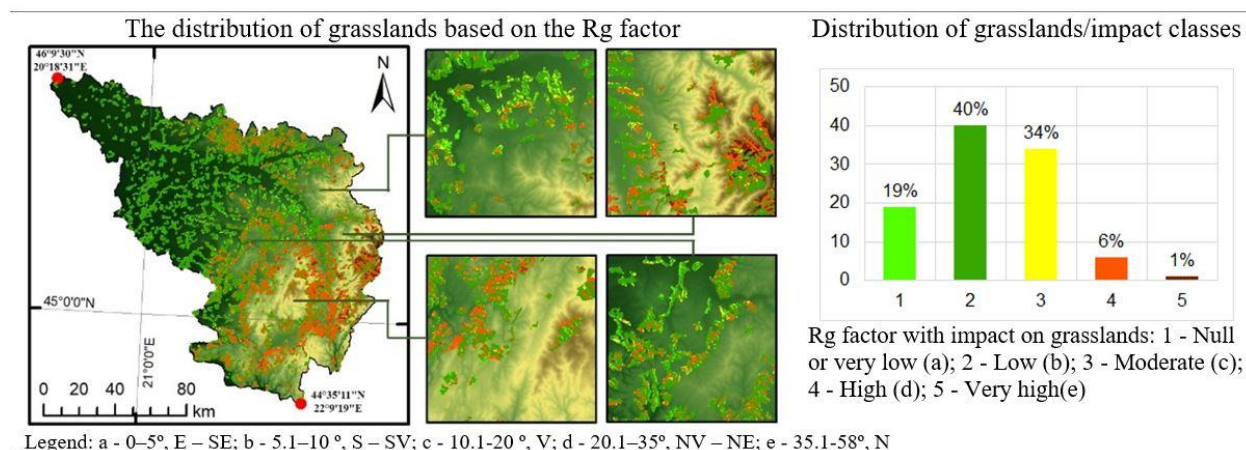 The distribution of grasslands based on the Rg factor
46°9'30"N
20°18'31"E
N
45°0'0"N
21°0'0"E
0 20 40 80
km
44°35'11"N
22°9'19"E
Distribution of grasslands/impact classes
50
40
30
20
10
0
19%
40%
34%
6%
1%
1 2 3 4 5
Rg factor with impact on grasslands: 1 - Null
or very low (a); 2 - Low (b); 3 - Moderate (c);
4 - High (d); 5 - Very high(e)
Legend: a - 0–5°, E – SE; b - 5.1–10 °, S – SV; c - 10.1-20 °, V; d - 20.1–35°, NV – NE; e - 35.1-58°, N